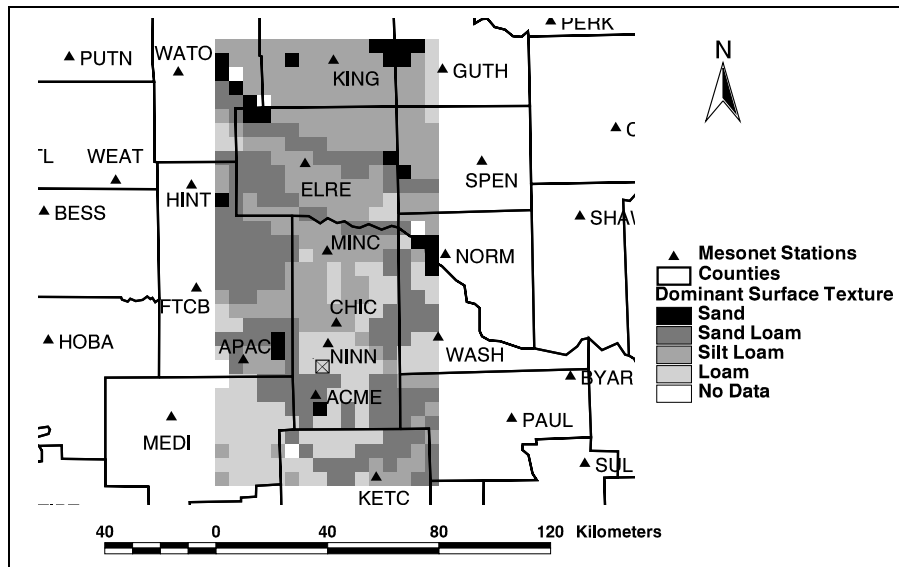 PERK
PUTN
WATO
KING
GUTH
N
WEAT
HINT
ELRE
SPEN
BESS
MINC
NORM
SHAW
Mesonet Stations
Counties
FTCB
CHIC
Dominant Surface Texture
Sand
HOBA
APAC
NINN
WASH
Sand Loam
Silt Loam
Loam
BYAR
No Data
ACME
MEDI
PAUL
SUL
KETC
40 0 40 80 120 Kilometers